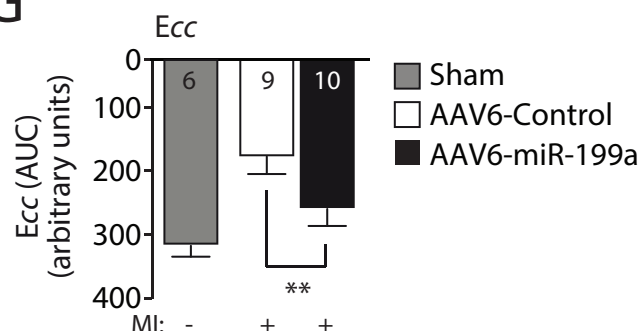 G
Ecc
0
100
200
300
400
Ecc (AUC)
(arbitrary units)
6
9
10
Sham
AAV6-Control
AAV6-miR-199a
**
MI: - + +